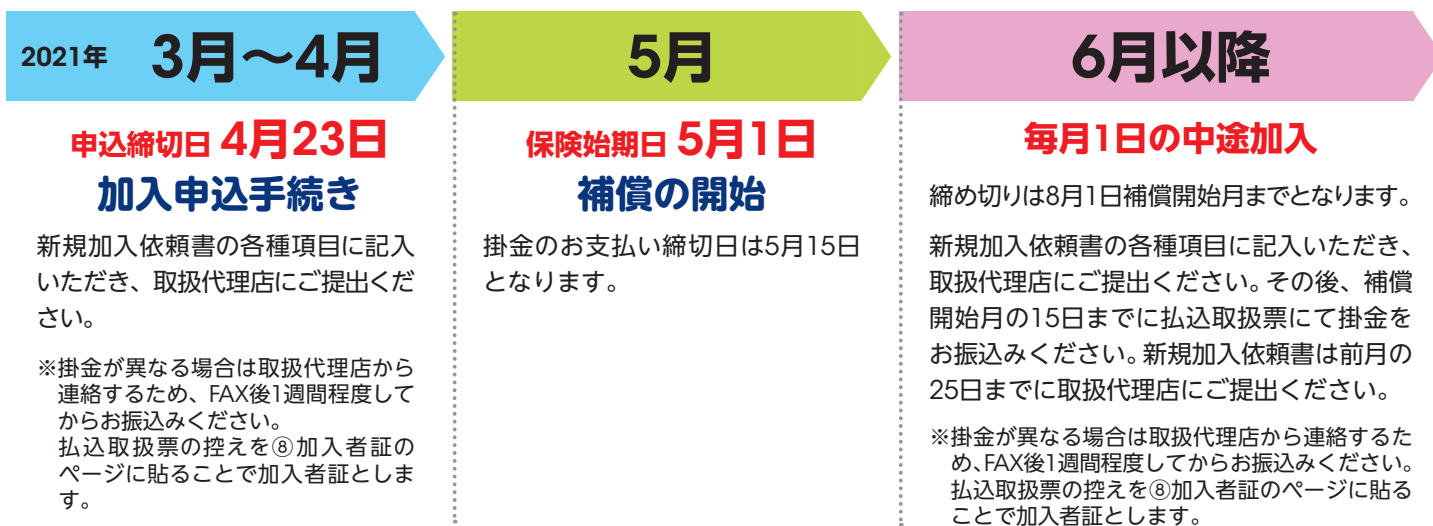 2021年 3月～4月
申込締切日 4月23日
加入申込手続き
新規加入依頼書の各種項目に記入
いただき、取扱代理店にご提出くだ
さい。
※掛金が異なる場合は取扱代理店から
連絡するため、FAX後1週間程度して
からお振込みください。
払込取扱票の控えを⑧加入者証の
ページに貼ることで加入者証としま
す。
5月
保険始期日 5月1日
補償の開始
掛金のお支払い締切日は5月15日
となります。
6月以降
毎月1日の中途加入
締め切りは8月1日補償開始月までとなります。
新規加入依頼書の各種項目に記入いただき、
取扱代理店にご提出ください。その後、補償
開始月の15日までに払込取扱票にて掛金を
お振込みください。新規加入依頼書は前月の
25日までに取扱代理店にご提出ください。
※掛金が異なる場合は取扱代理店から連絡するた
め、FAX後1週間程度してからお振込みください。
払込取扱票の控えを⑧加入者証のページに貼る
ことで加入者証とします。